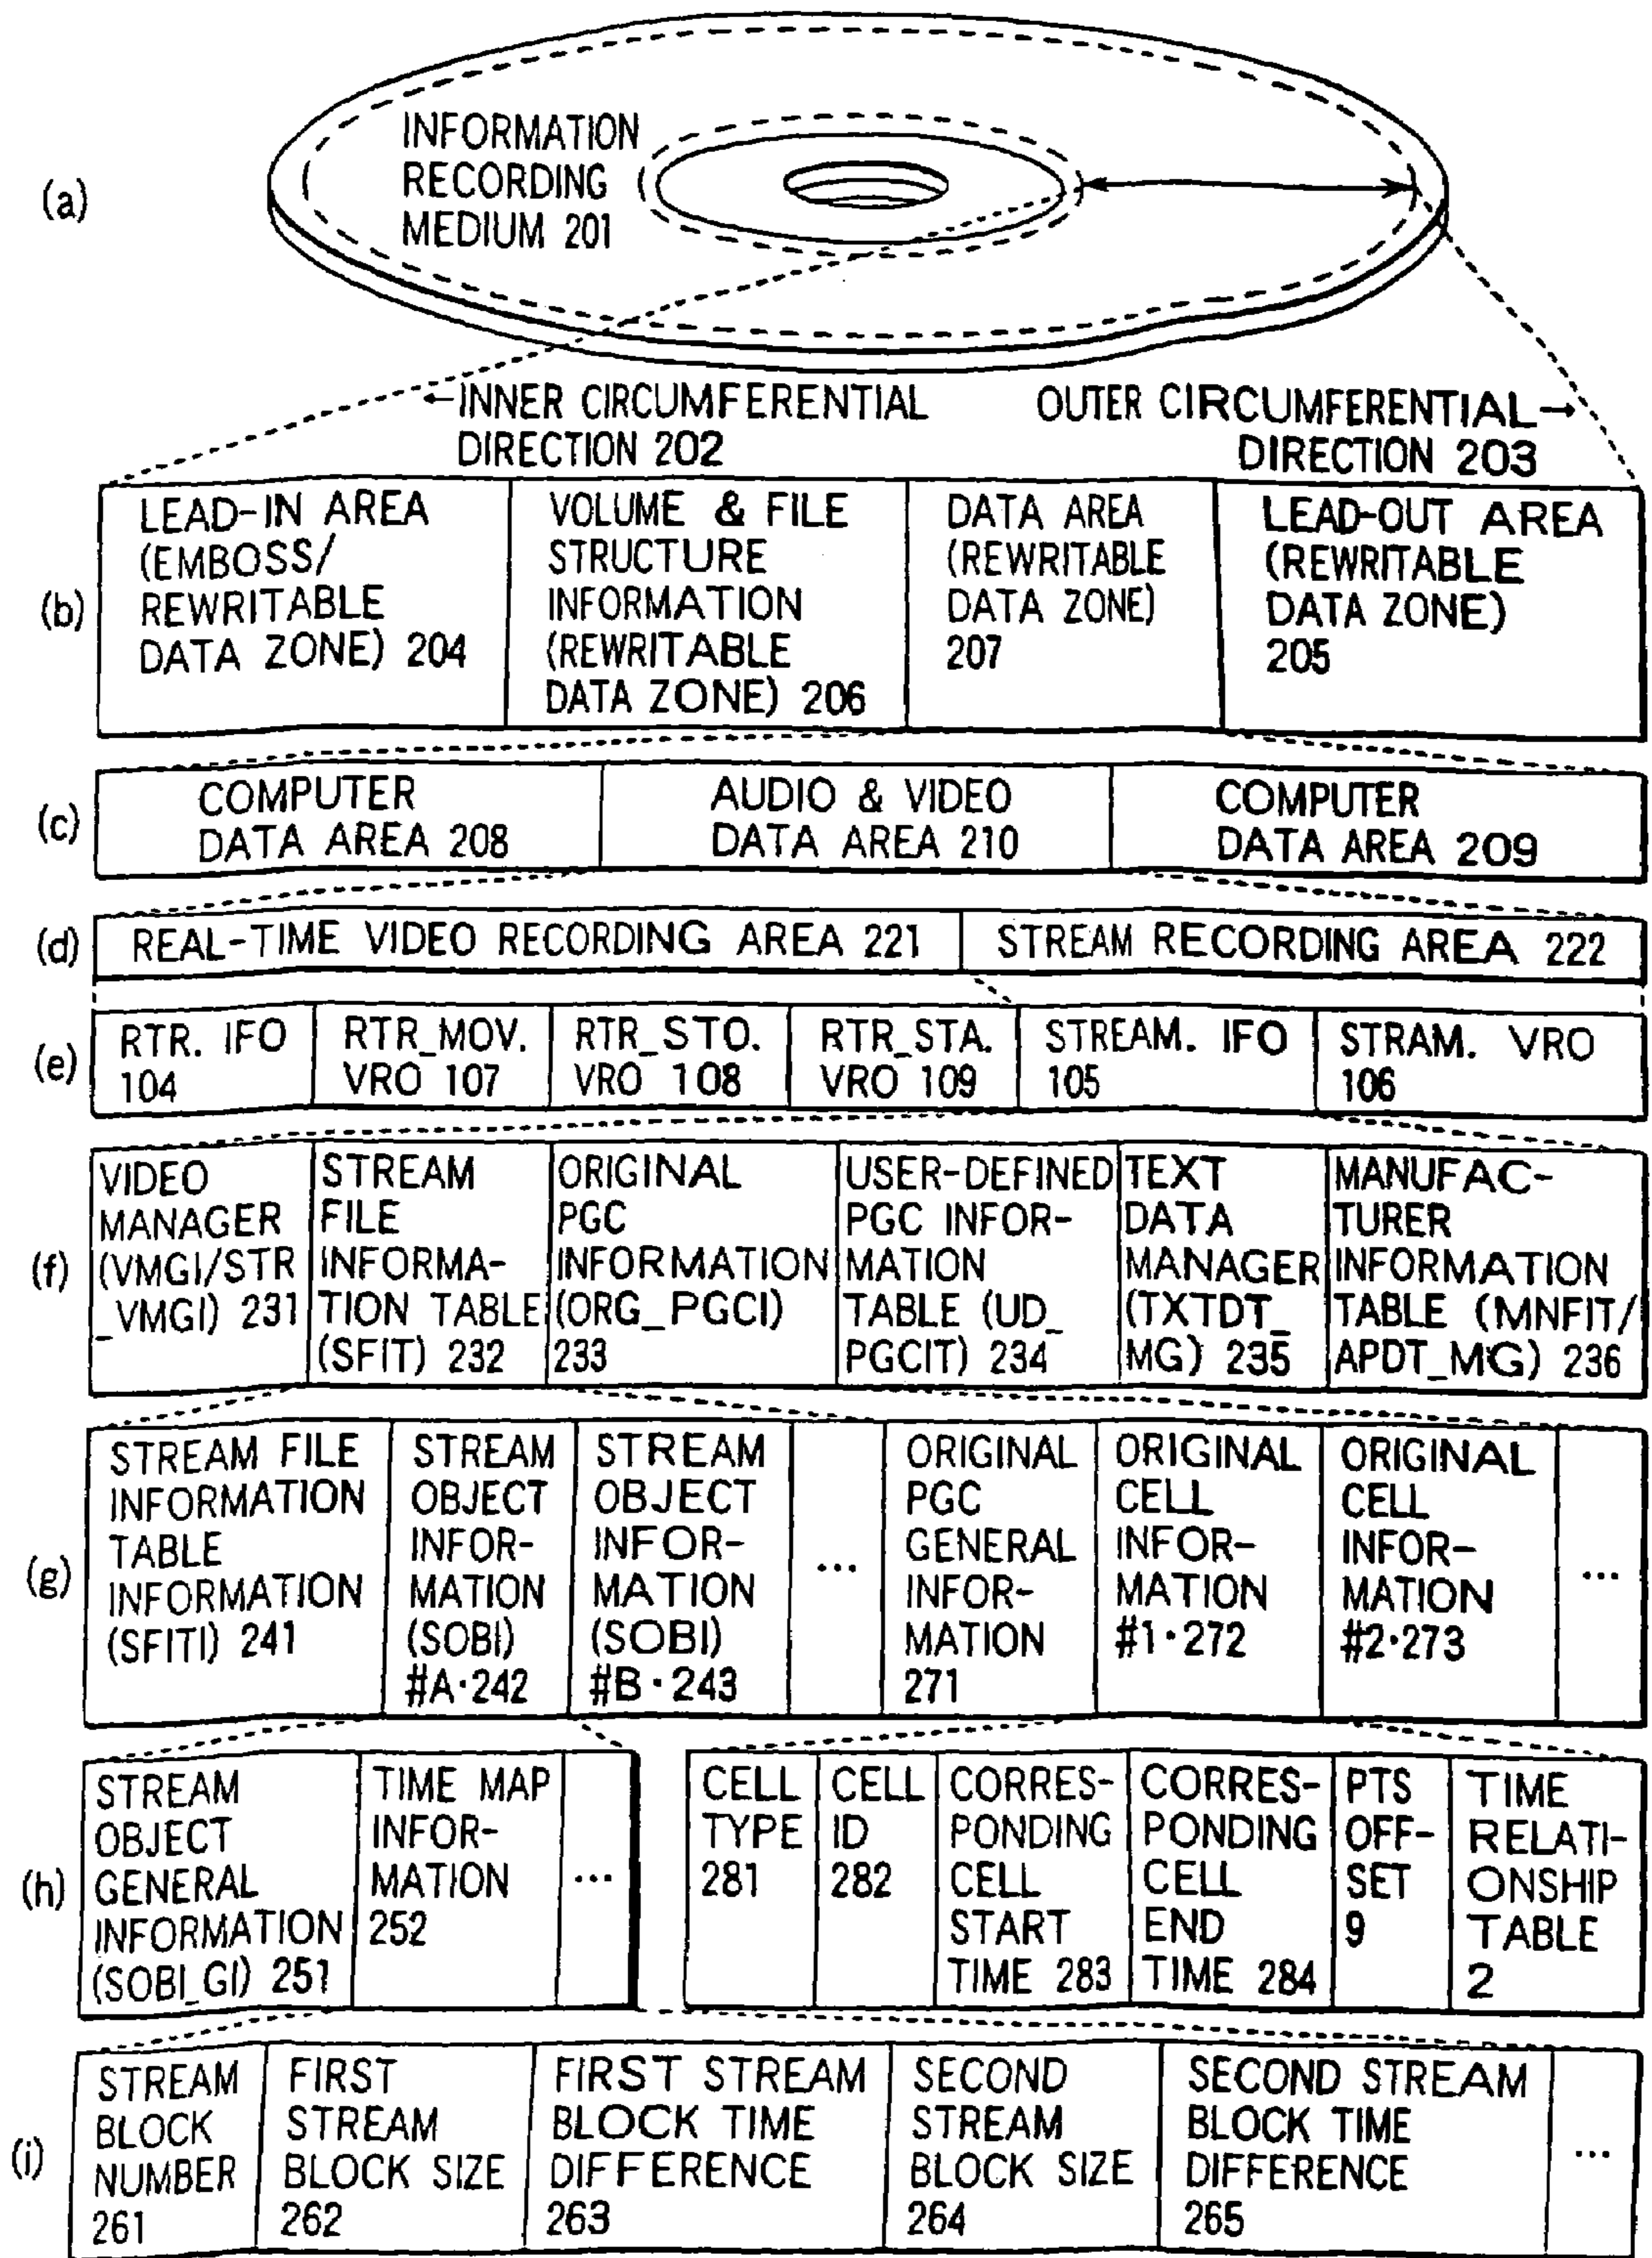 (a)
INFORMATION
RECORDING
MEDIUM 201
←INNER CIRCUMFERENTIAL
DIRECTION 202
OUTER CIRCUMFERENTIAL→
DIRECTION 203
(b)
LEAD-IN AREA
(EMBOSS/
REWRITABLE
DATA ZONE) 204
VOLUME & FILE
STRUCTURE
INFORMATION
(REWRITABLE
DATA ZONE) 206
DATA AREA
(REWRITABLE
DATA ZONE)
207
LEAD-OUT AREA
(REWRITABLE
DATA ZONE)
205
(c)
COMPUTER
DATA AREA 208
AUDIO & VIDEO
DATA AREA 210
COMPUTER
DATA AREA 209
(d)
REAL-TIME VIDEO RECORDING AREA 221
STREAM RECORDING AREA 222
(e)
RTR. IFO
104
RTR_MOV.
VRO 107
RTR_STO.
VRO 108
RTR_STA.
VRO 109
STREAM. IFO
105
STRAM. VRO
106
(f)
VIDEO
MANAGER
(VMGI/STR
_VMGI) 231
STREAM
FILE
INFORMA-
TION TABLE
(SFIT) 232
ORIGINAL
PGC
INFORMATION
(ORG_PGCI)
233
USER-DEFINED
PGC INFOR-
MATION
TABLE (UD_
PGCIT) 234
TEXT
DATA
MANAGER
(TXTDT_
MG) 235
MANUFAC-
TURER
INFORMATION
TABLE (MNFIT/
APDT_MG) 236
(g)
STREAM FILE
INFORMATION
TABLE
INFORMATION
(SFITI) 241
STREAM
OBJECT
INFOR-
MATION
(SOBI)
#A·242
STREAM
OBJECT
INFOR-
MATION
(SOBI)
#B·243
...
ORIGINAL
PGC
GENERAL
INFOR-
MATION
271
ORIGINAL
CELL
INFOR-
MATION
#1·272
ORIGINAL
CELL
INFOR-
MATION
#2·273
...
(h)
STREAM
OBJECT
GENERAL
INFORMATION
(SOBI_GI) 251
TIME MAP
INFOR-
MATION
252
...
CELL
TYPE
281
CELL
ID
282
CORRES-
PONDING
CELL
START
TIME 283
CORRES-
PONDING
CELL
END
TIME 284
PTS
OFF-
SET
9
TIME
RELATI-
ONSHIP
TABLE
2
(i)
STREAM
BLOCK
NUMBER
261
FIRST
STREAM
BLOCK SIZE
262
FIRST STREAM
BLOCK TIME
DIFFERENCE
263
SECOND
STREAM
BLOCK SIZE
264
SECOND STREAM
BLOCK TIME
DIFFERENCE
265
...